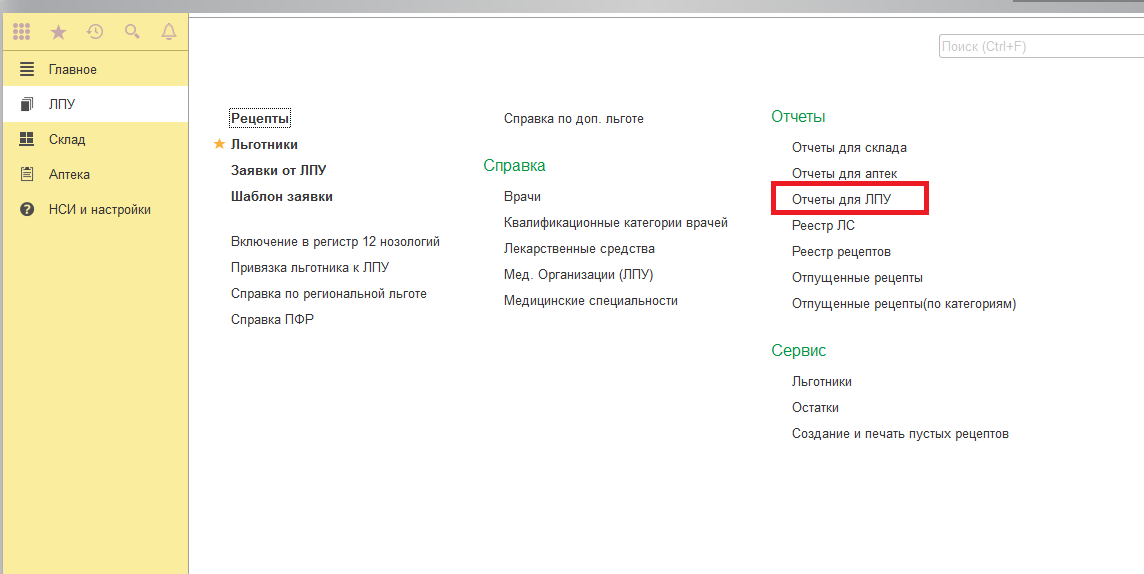 Поиск (Ctrl+F)
Главное
ЛПУ
Склад
Аптека
НСИ и настройки
Рецепты
Льготники
Заявки от ЛПУ
Шаблон заявки
Включение в регистр 12 нозологий
Привязка льготника к ЛПУ
Справка по региональной льготе
Справка ПФР
Справка по доп. льготе
Справка
Врачи
Квалификационные категории врачей
Лекарственные средства
Мед. Организации (ЛПУ)
Медицинские специальности
Отчеты
Отчеты для склада
Отчеты для аптек
Отчеты для ЛПУ
Реестр ЛС
Реестр рецептов
Отпущенные рецепты
Отпущенные рецепты(по категориям)
Сервис
Льготники
Остатки
Создание и печать пустых рецептов